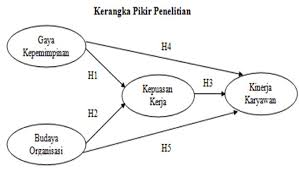 Kerangka Pikir Penelitian
Gaya
Kepemimpinan
H4
H1
Kepuasan
Kerja
H3
Kinerja
Karyawan
H2
Budaya
Organisasi
H5